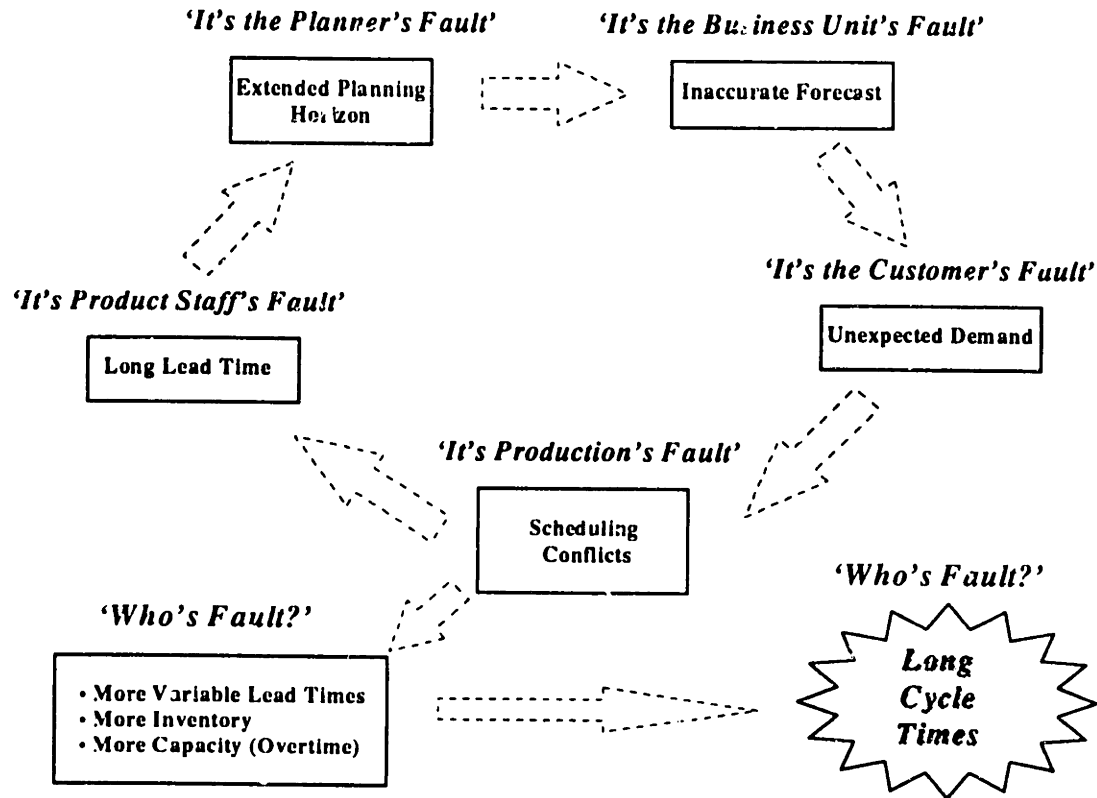 'It's the Planner's Fault'
'It's the Business Unit's Fault'
Extended Planning
Horizon
Inaccurate Forecast
'It's the Customer's Fault'
'It's Product Staff's Fault'
Unexpected Demand
Long Lead Time
'It's Production's Fault'
Scheduling
Conflicts
'Who's Fault?'
'Who's Fault?'
• More Variable Lead Times
• More Inventory
• More Capacity (Overtime)
Long
Cycle
Times